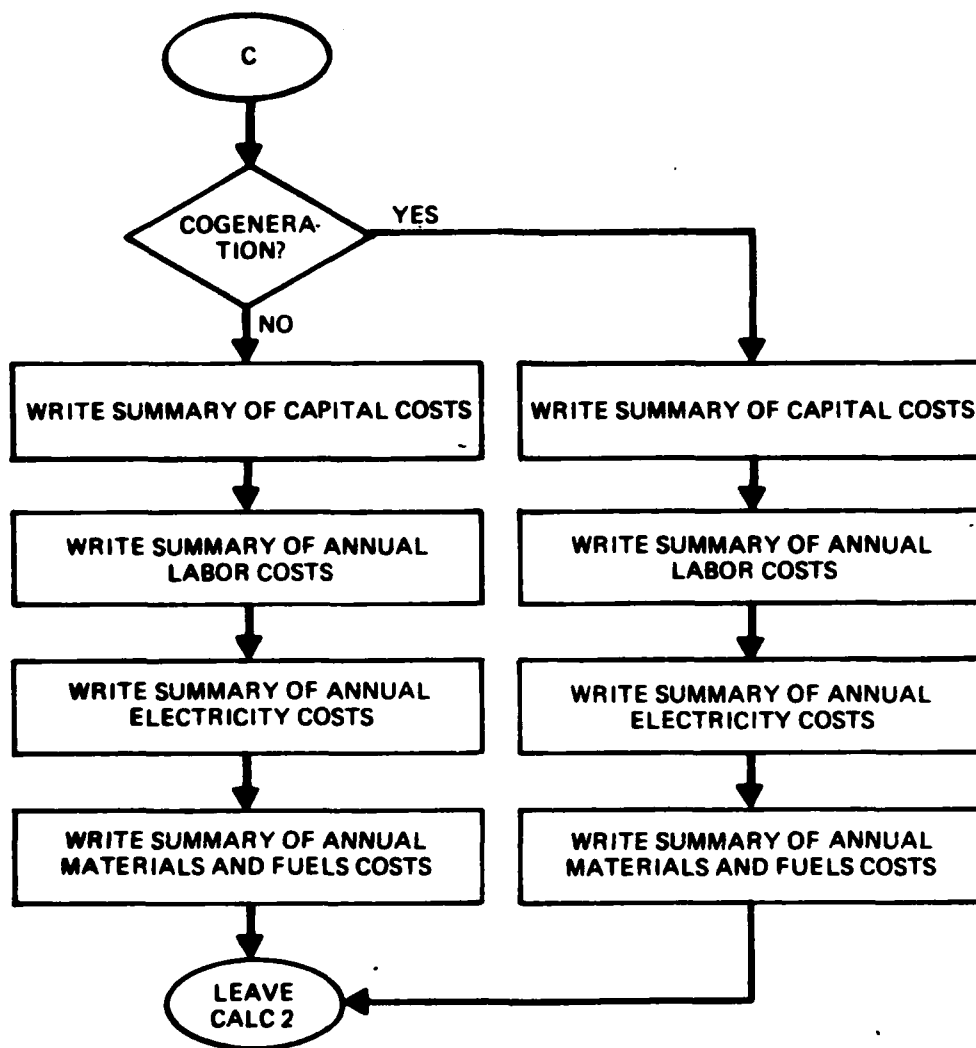 C
COGENERA-
TION?
YES
NO
WRITE SUMMARY OF CAPITAL COSTS
WRITE SUMMARY OF ANNUAL
LABOR COSTS
WRITE SUMMARY OF ANNUAL
ELECTRICITY COSTS
WRITE SUMMARY OF ANNUAL
MATERIALS AND FUELS COSTS
WRITE SUMMARY OF CAPITAL COSTS
WRITE SUMMARY OF ANNUAL
LABOR COSTS
WRITE SUMMARY OF ANNUAL
ELECTRICITY COSTS
WRITE SUMMARY OF ANNUAL
MATERIALS AND FUELS COSTS
LEAVE
CALC 2